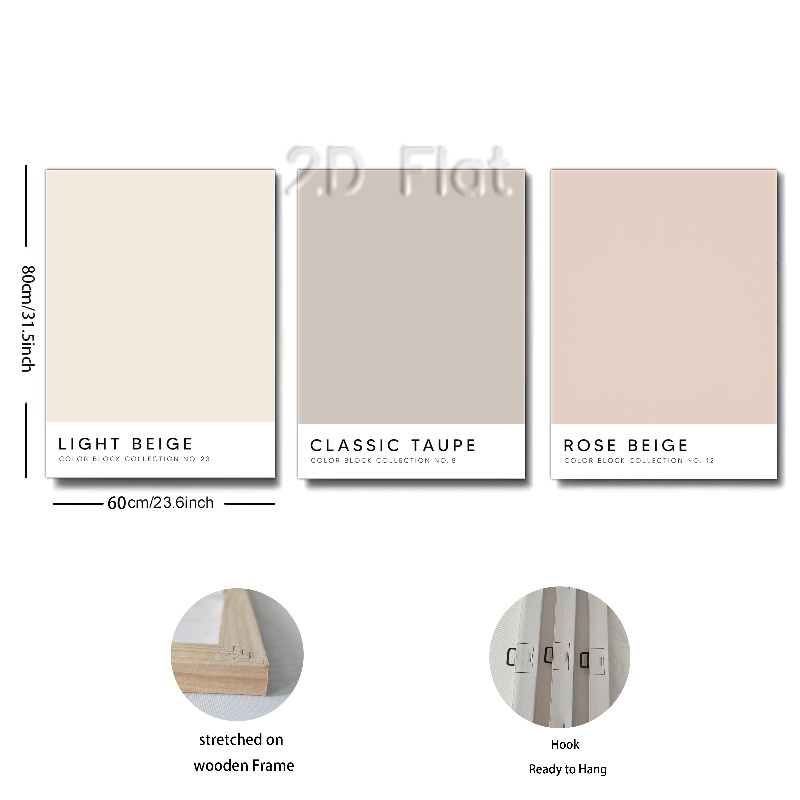 2D Flat
80cm/31.5inch
LIGHT BEIGE
COLOR BLOCK COLLECTION NO. 23
CLASSIC TAUPE
COLOR BLOCK COLLECTION NO. 8
ROSE BEIGE
COLOR BLOCK COLLECTION NO. 12
60cm/23.6inch
stretched on
wooden Frame
Hook
Ready to Hang